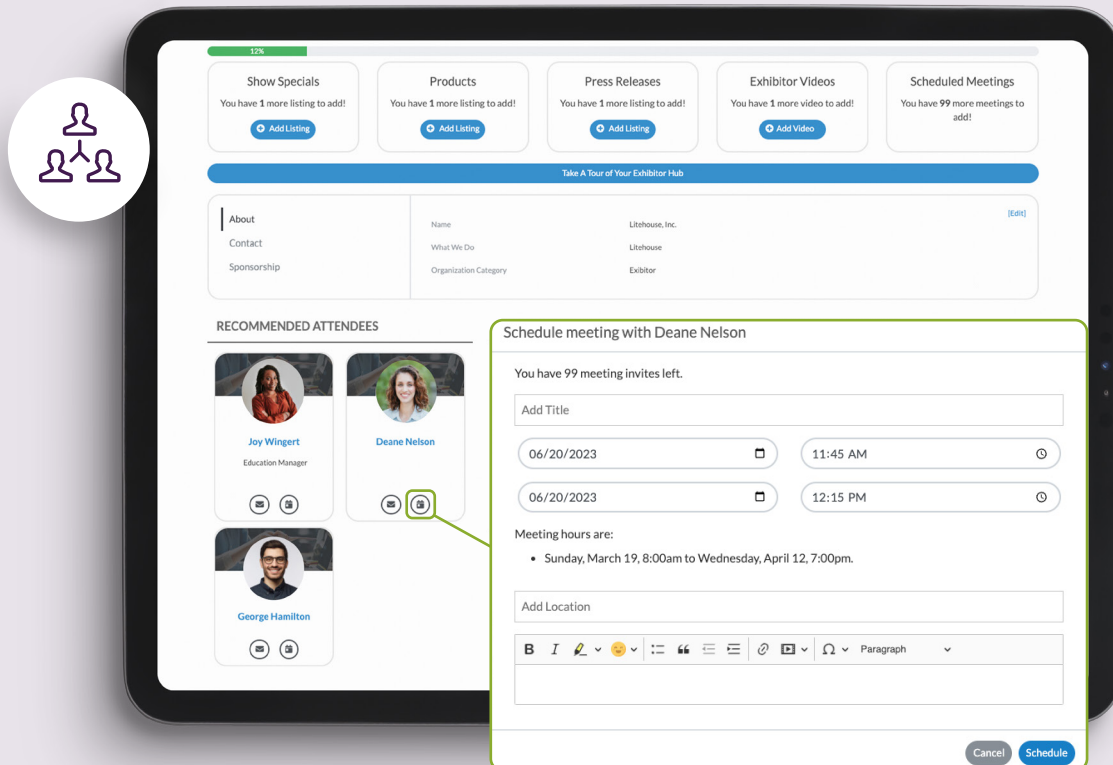 12%
Show Specials
You have 1 more listing to add!
Add Listing
Products
You have 1 more listing to add!
Add Listing
Press Releases
You have 1 more listing to add!
Add Listing
Exhibitor Videos
You have 1 more video to add!
Add Video
Scheduled Meetings
You have 99 more meetings to
add!
Take A Tour of Your Exhibitor Hub
About
Contact
Sponsorship
[Edit]
Name Litehouse, Inc.
What We Do Litehouse
Organization Category Exibitor
RECOMMENDED ATTENDEES
Joy Wingert
Education Manager
Deane Nelson
George Hamilton
Schedule meeting with Deane Nelson
You have 99 meeting invites left.
Add Title
06/20/2023 11:45 AM
06/20/2023 12:15 PM
Meeting hours are:
• Sunday, March 19, 8:00am to Wednesday, April 12, 7:00pm.
Add Location
B I Ω Paragraph
Cancel Schedule